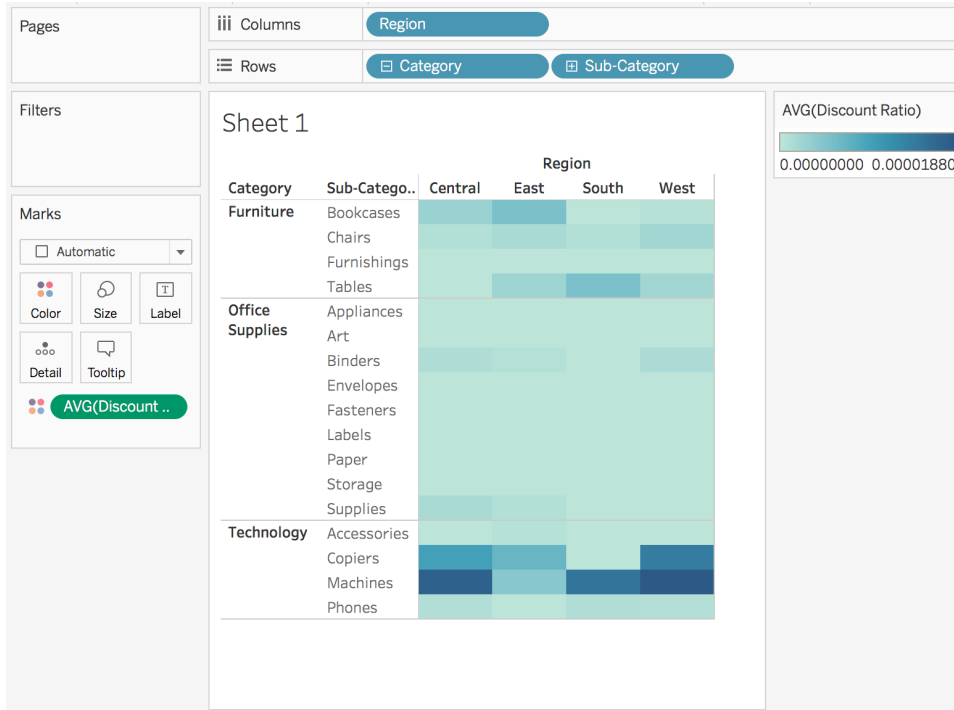 Pages
Columns
Region
Rows
Category
Sub-Category
Filters
Sheet 1
AVG(Discount Ratio)
0.00000000 0.00001880
Region
Category Sub-Catego.. Central East South West
Furniture Bookcases
Chairs
Furnishings
Tables
Office
Supplies
Appliances
Art
Binders
Envelopes
Fasteners
Labels
Paper
Storage
Supplies
Technology Accessories
Copiers
Machines
Phones
Marks
Automatic
Color Size Label
T
Detail Tooltip
AVG(Discount ..